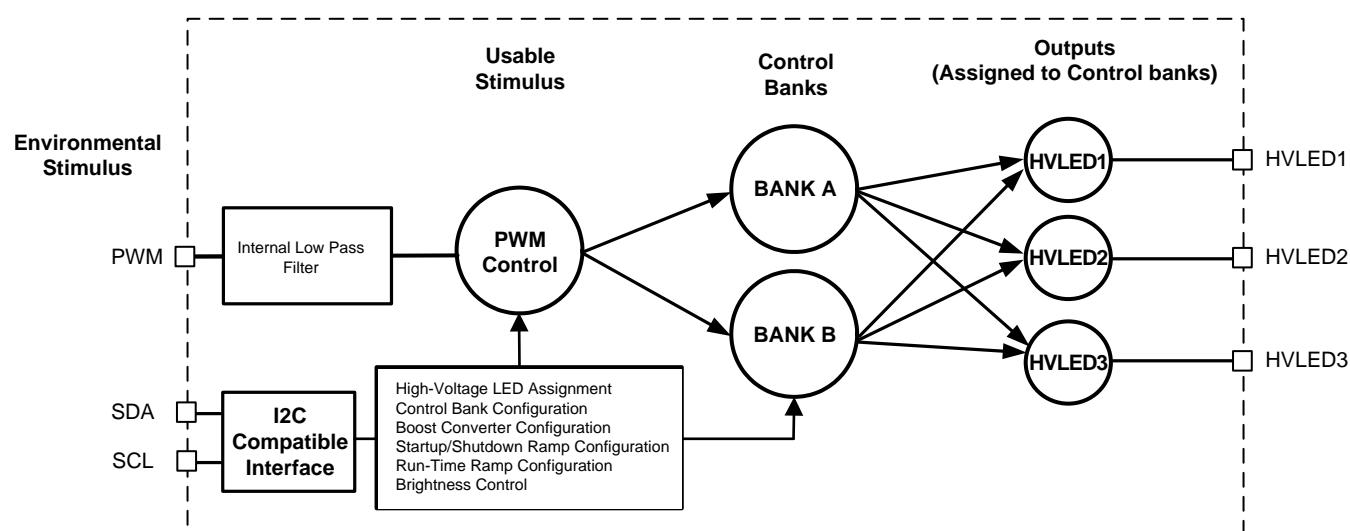 Environmental
Stimulus
Usable
Stimulus
Control
Banks
Outputs
(Assigned to Control banks)
PWM
Internal Low Pass
Filter
PWM
Control
BANK A
BANK B
HVLED1
HVLED2
HVLED3
HVLED1
HVLED2
HVLED3
SDA
SCL
I2C
Compatible
Interface
High-Voltage LED Assignment
Control Bank Configuration
Boost Converter Configuration
Startup/Shutdown Ramp Configuration
Run-Time Ramp Configuration
Brightness Control